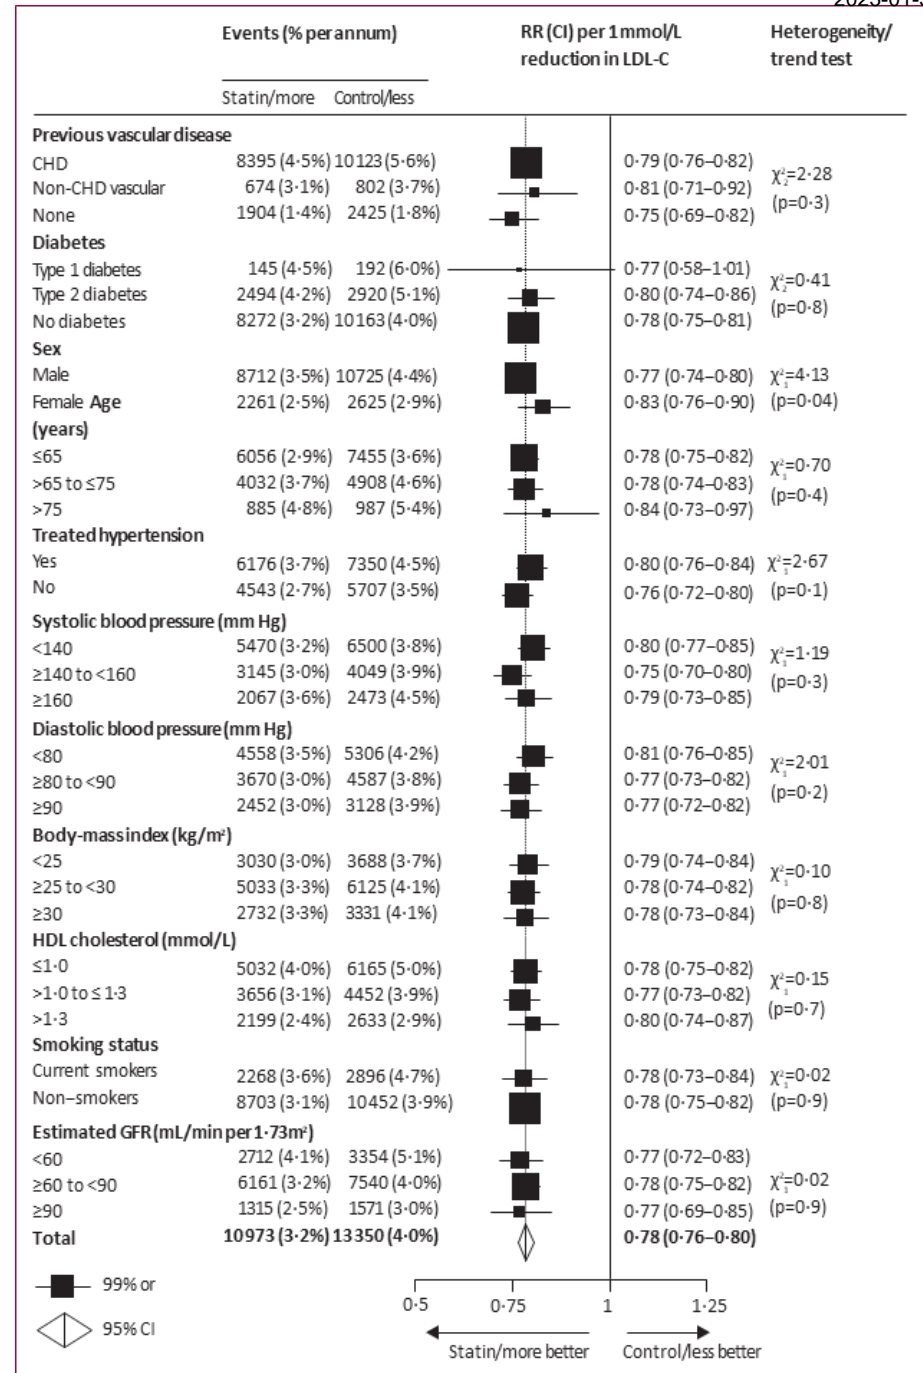 2025-01-3
Events (% per annum) RR (CI) per 1 mmol/L Heterogeneity/
reduction in LDL-C trend test
Statin/more Control/less
Previous vascular disease
CHD 8395 (4·5%) 10123 (5·6%) 0·79 (0·76–0·82)
Non-CHD vascular 674 (3·1%) 802 (3·7%) 0·81 (0·71–0·92) χ²₂=2·28
None 1904 (1·4%) 2425 (1·8%) 0·75 (0·69–0·82) (p=0·3)
Diabetes
Type 1 diabetes 145 (4·5%) 192 (6·0%) 0·77 (0·58–1·01)
Type 2 diabetes 2494 (4·2%) 2920 (5·1%) 0·80 (0·74–0·86) χ²₂=0·41
No diabetes 8272 (3·2%) 10163 (4·0%) 0·78 (0·75–0·81) (p=0·8)
Sex
Male 8712 (3·5%) 10725 (4·4%) 0·77 (0·74–0·80) χ²₁=4·13
Female Age 2261 (2·5%) 2625 (2·9%) 0·83 (0·76–0·90) (p=0·04)
(years)
≤65 6056 (2·9%) 7455 (3·6%) 0·78 (0·75–0·82)
>65 to ≤75 4032 (3·7%) 4908 (4·6%) 0·78 (0·74–0·83) χ²₁=0·70
>75 885 (4·8%) 987 (5·4%) 0·84 (0·73–0·97) (p=0·4)
Treated hypertension
Yes 6176 (3·7%) 7350 (4·5%) 0·80 (0·76–0·84) χ²₁=2·67
No 4543 (2·7%) 5707 (3·5%) 0·76 (0·72–0·80) (p=0·1)
Systolic blood pressure (mm Hg)
<140 5470 (3·2%) 6500 (3·8%) 0·80 (0·77–0·85)
≥140 to <160 3145 (3·0%) 4049 (3·9%) 0·75 (0·70–0·80) χ²₁=1·19
≥160 2067 (3·6%) 2473 (4·5%) 0·79 (0·73–0·85) (p=0·3)
Diastolic blood pressure (mm Hg)
<80 4558 (3·5%) 5306 (4·2%) 0·81 (0·76–0·85)
≥80 to <90 3670 (3·0%) 4587 (3·8%) 0·77 (0·73–0·82) χ²₁=2·01
≥90 2452 (3·0%) 3128 (3·9%) 0·77 (0·72–0·82) (p=0·2)
Body-mass index (kg/m²)
<25 3030 (3·0%) 3688 (3·7%) 0·79 (0·74–0·84)
≥25 to <30 5033 (3·3%) 6125 (4·1%) 0·78 (0·74–0·82) χ²₁=0·10
≥30 2732 (3·3%) 3331 (4·1%) 0·78 (0·73–0·84) (p=0·8)
HDL cholesterol (mmol/L)
≤1·0 5032 (4·0%) 6165 (5·0%) 0·78 (0·75–0·82)
>1·0 to ≤ 1·3 3656 (3·1%) 4452 (3·9%) 0·77 (0·73–0·82) χ²₁=0·15
>1·3 2199 (2·4%) 2633 (2·9%) 0·80 (0·74–0·87) (p=0·7)
Smoking status
Current smokers 2268 (3·6%) 2896 (4·7%) 0·78 (0·73–0·84) χ²₁=0·02
Non–smokers 8703 (3·1%) 10452 (3·9%) 0·78 (0·75–0·82) (p=0·9)
Estimated GFR (mL/min per 1·73m²)
<60 2712 (4·1%) 3354 (5·1%) 0·77 (0·72–0·83)
≥60 to <90 6161 (3·2%) 7540 (4·0%) 0·78 (0·75–0·82) χ²₁=0·02
≥90 1315 (2·5%) 1571 (3·0%) 0·77 (0·69–0·85) (p=0·9)
Total 10973 (3·2%) 13350 (4·0%) 0·78 (0·76–0·80)
99% or
95% CI
0·5 0·75 1 1·25
Statin/more better Control/less better